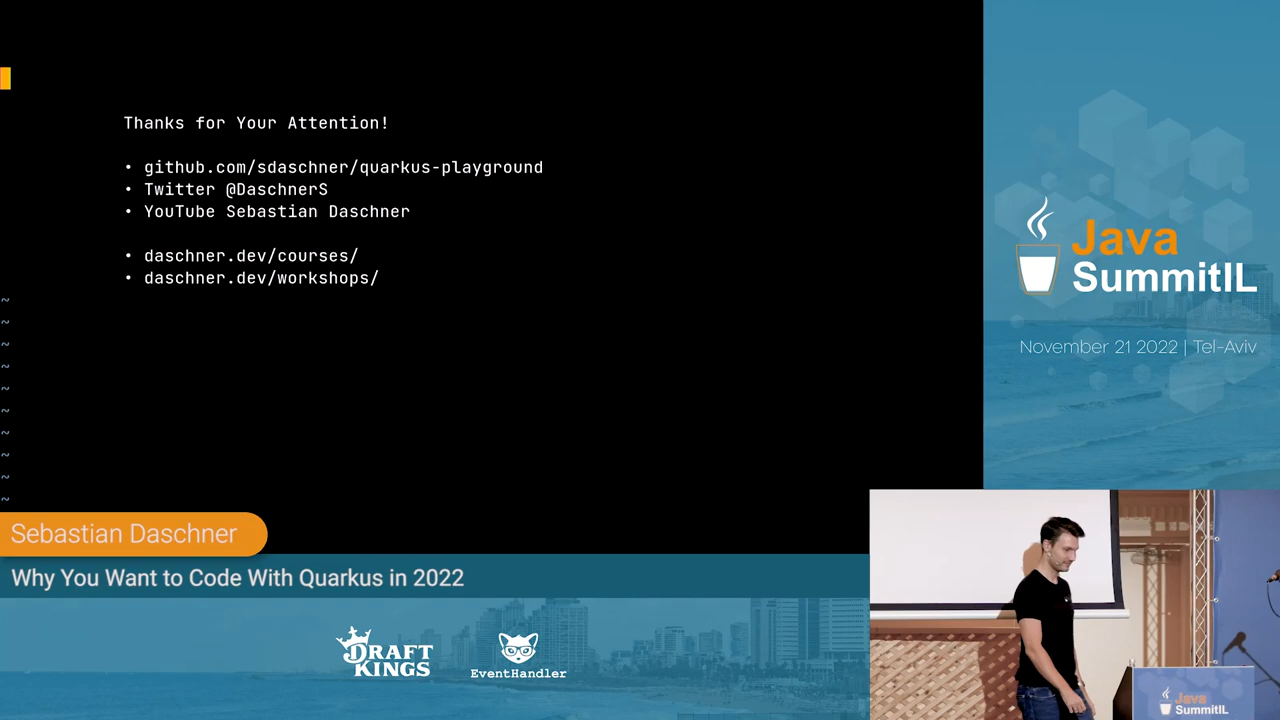 Thanks for Your Attention!
• github.com/sdaschner/quarkus-playground
• Twitter @DaschnerS
• YouTube Sebastian Daschner
• daschner.dev/courses/
• daschner.dev/workshops/
~
~
~
~
~
~
~
~
~
~
Java
SummitIL
November 21 2022 | Tel-Aviv
Sebastian Daschner
Why You Want to Code With Quarkus in 2022
DRAFT
KINGS
EventHandler
Java
SummitIL